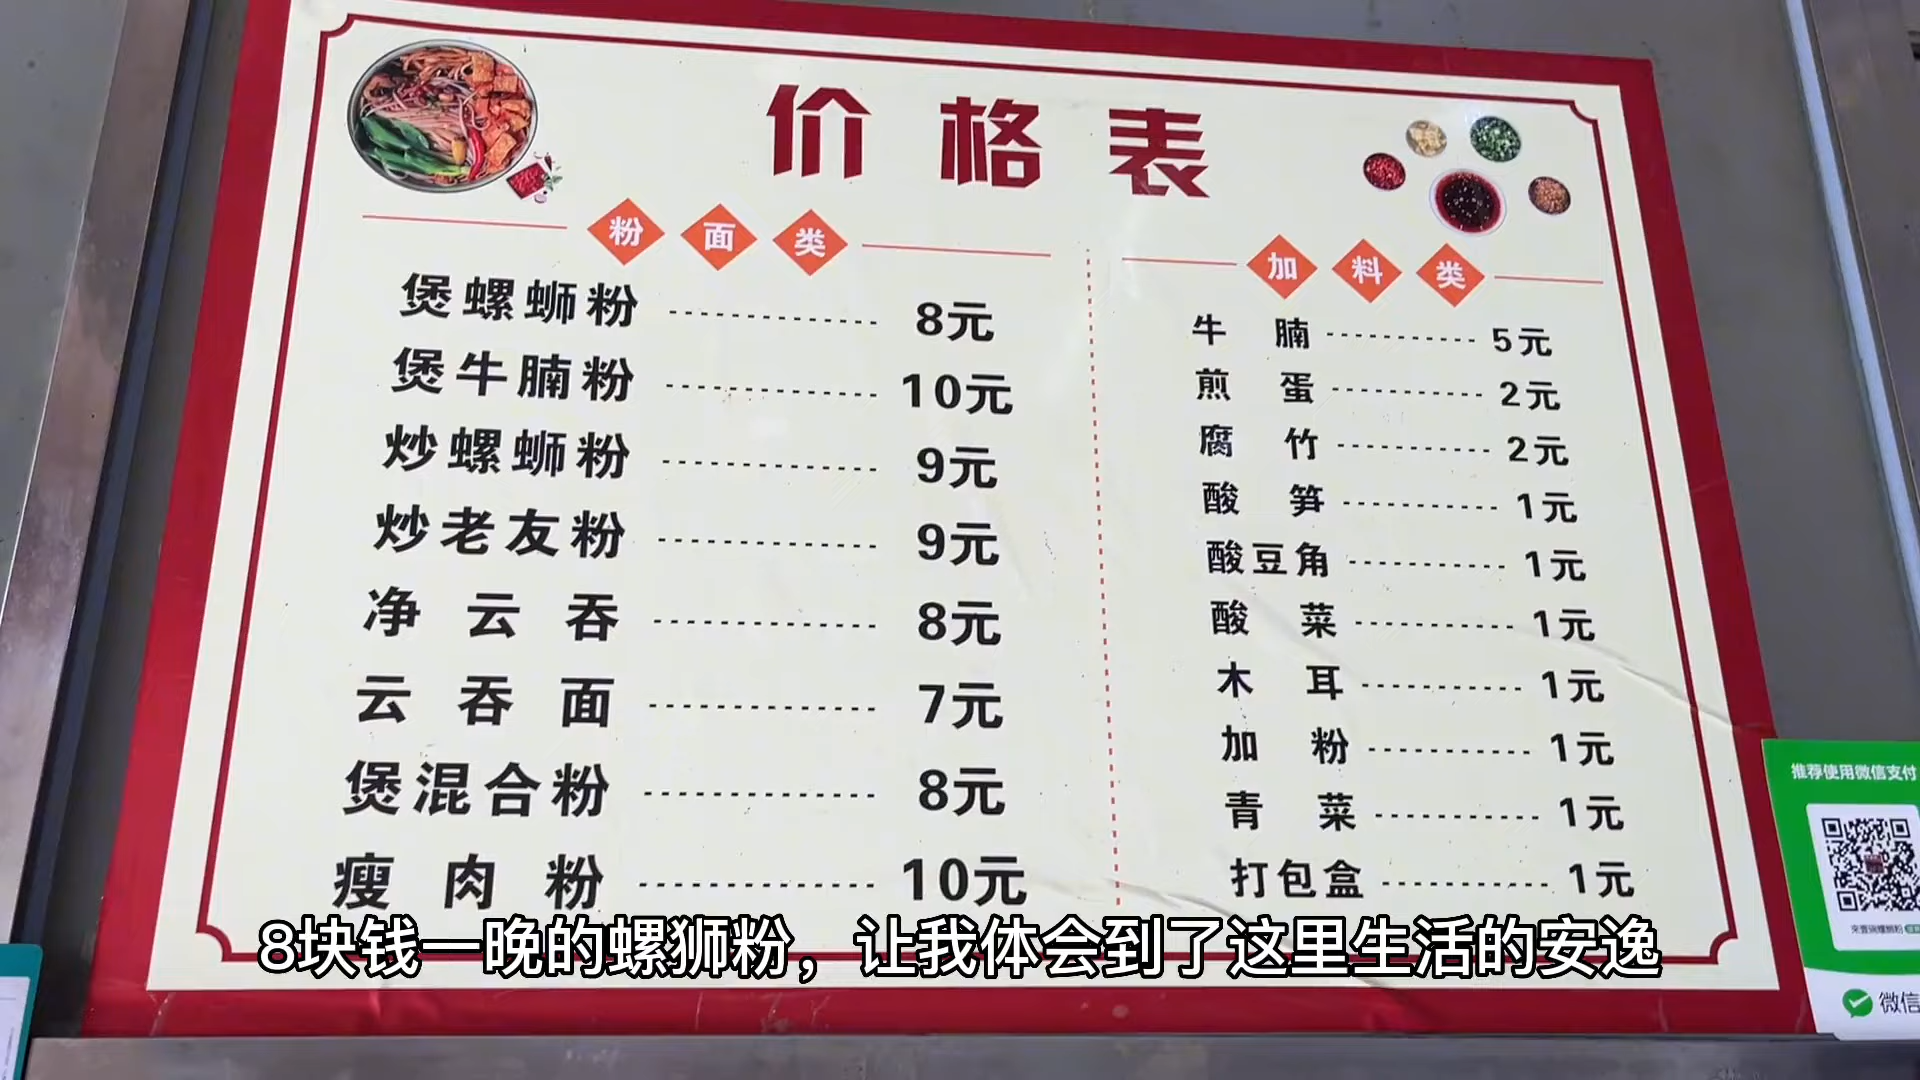 价格表
粉面类
煲螺蛳粉 8元
煲牛腩粉 10元
炒螺蛳粉 9元
炒老友粉 9元
净云吞 8元
云吞面 7元
煲混合粉 8元
瘦肉粉 10元
加料类
牛腩 5元
煎蛋 2元
腐竹 2元
酸笋 1元
酸豆角 1元
酸菜 1元
木耳 1元
加粉 1元
青菜 1元
打包盒 1元
推荐使用微信支付
来壹碗螺蛳粉
微信
8块钱一晚的螺狮粉，让我体会到了这里生活的安逸